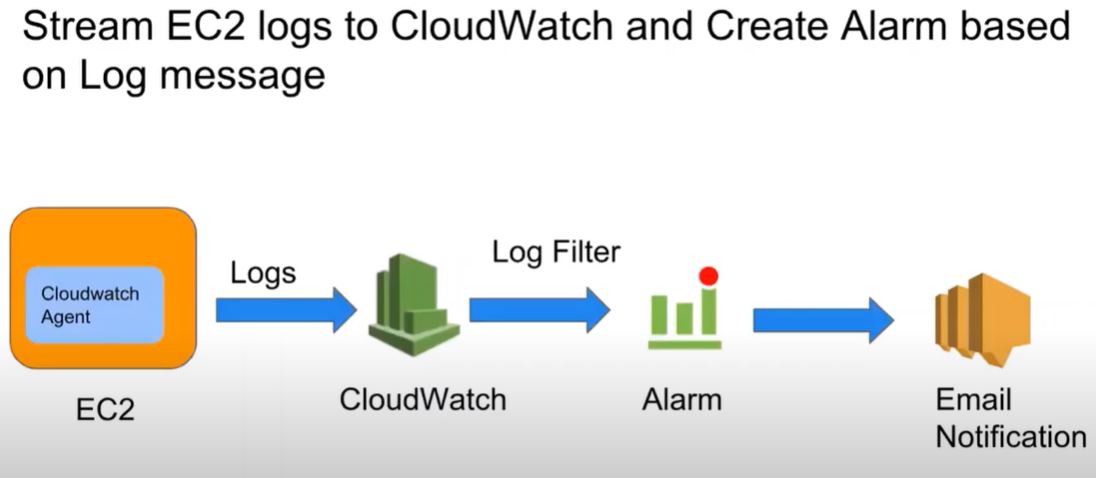 Stream EC2 logs to CloudWatch and Create Alarm based
on Log message
Log Filter
Logs
Cloudwatch
Agent
EC2
CloudWatch
Alarm
Email
Notification